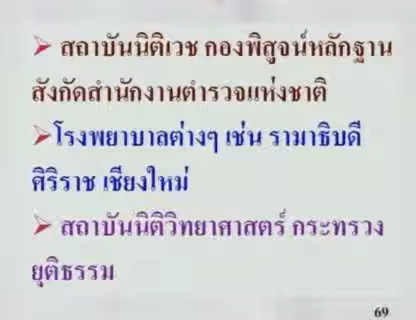 ➢ สถาบันนิติเวช กองพิสูจน์หลักฐาน
สังกัดสำนักงานตำรวจแห่งชาติ
➢โรงพยาบาลต่างๆ เช่น รามาธิบดี
ศิริราช เชียงใหม่
➢ สถาบันนิติวิทยาศาสตร์ กระทรวง
ยุติธรรม
69